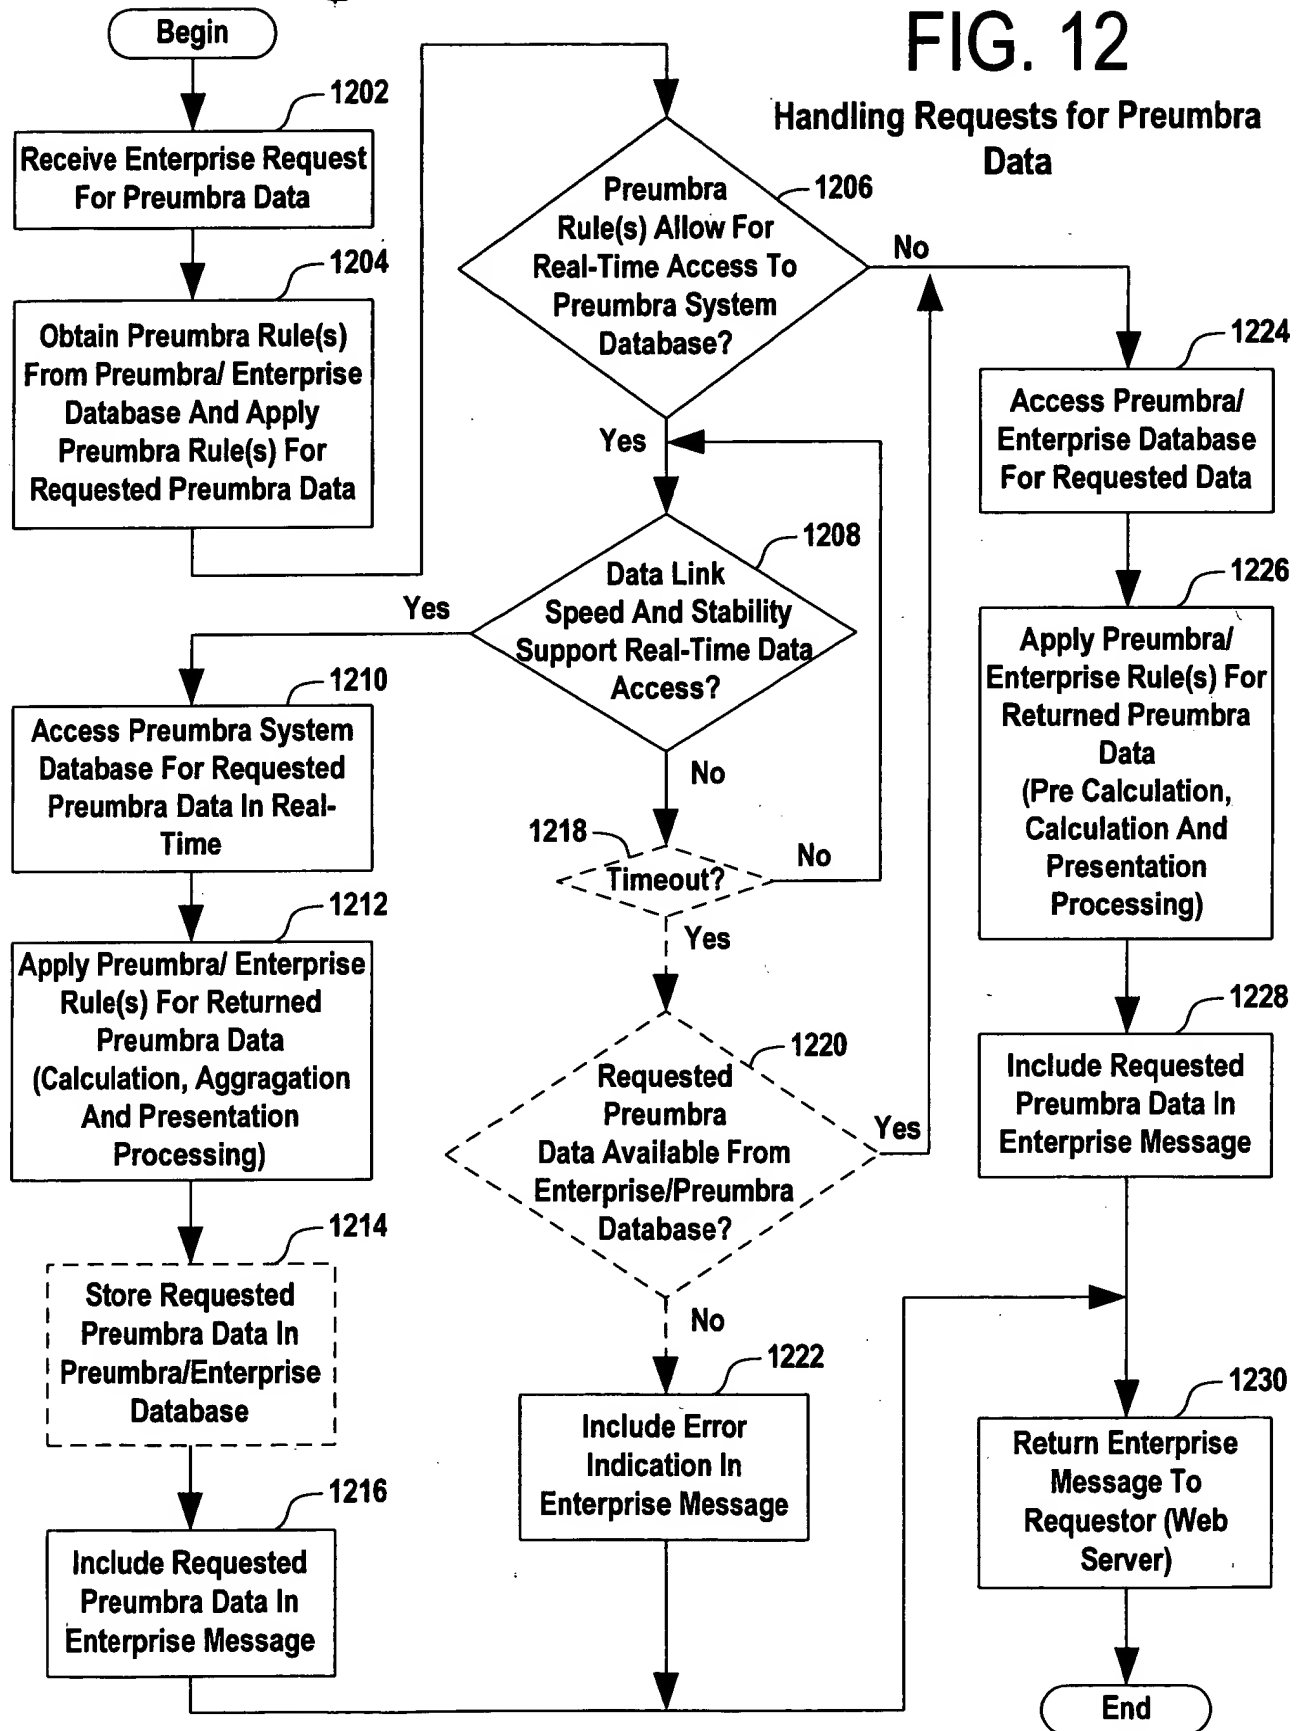 FIG. 12
Handling Requests for Preumbra
Data
Begin
1202
Receive Enterprise Request
For Preumbra Data
1204
Obtain Preumbra Rule(s)
From Preumbra/ Enterprise
Database And Apply
Preumbra Rule(s) For
Requested Preumbra Data
1206
Preumbra
Rule(s) Allow For
Real-Time Access To
Preumbra System
Database?
No
Yes
1208
Data Link
Speed And Stability
Support Real-Time Data
Access?
Yes
No
1210
Access Preumbra System
Database For Requested
Preumbra Data In Real-
Time
1212
Apply Preumbra/ Enterprise
Rule(s) For Returned
Preumbra Data
(Calculation, Aggragation
And Presentation
Processing)
1214
Store Requested
Preumbra Data In
Preumbra/Enterprise
Database
1216
Include Requested
Preumbra Data In
Enterprise Message
1218
Timeout?
No
Yes
1220
Requested
Preumbra
Data Available From
Enterprise/Preumbra
Database?
Yes
No
1222
Include Error
Indication In
Enterprise Message
1224
Access Preumbra/
Enterprise Database
For Requested Data
1226
Apply Preumbra/
Enterprise Rule(s) For
Returned Preumbra
Data
(Pre Calculation,
Calculation And
Presentation
Processing)
1228
Include Requested
Preumbra Data In
Enterprise Message
1230
Return Enterprise
Message To
Requestor (Web
Server)
End